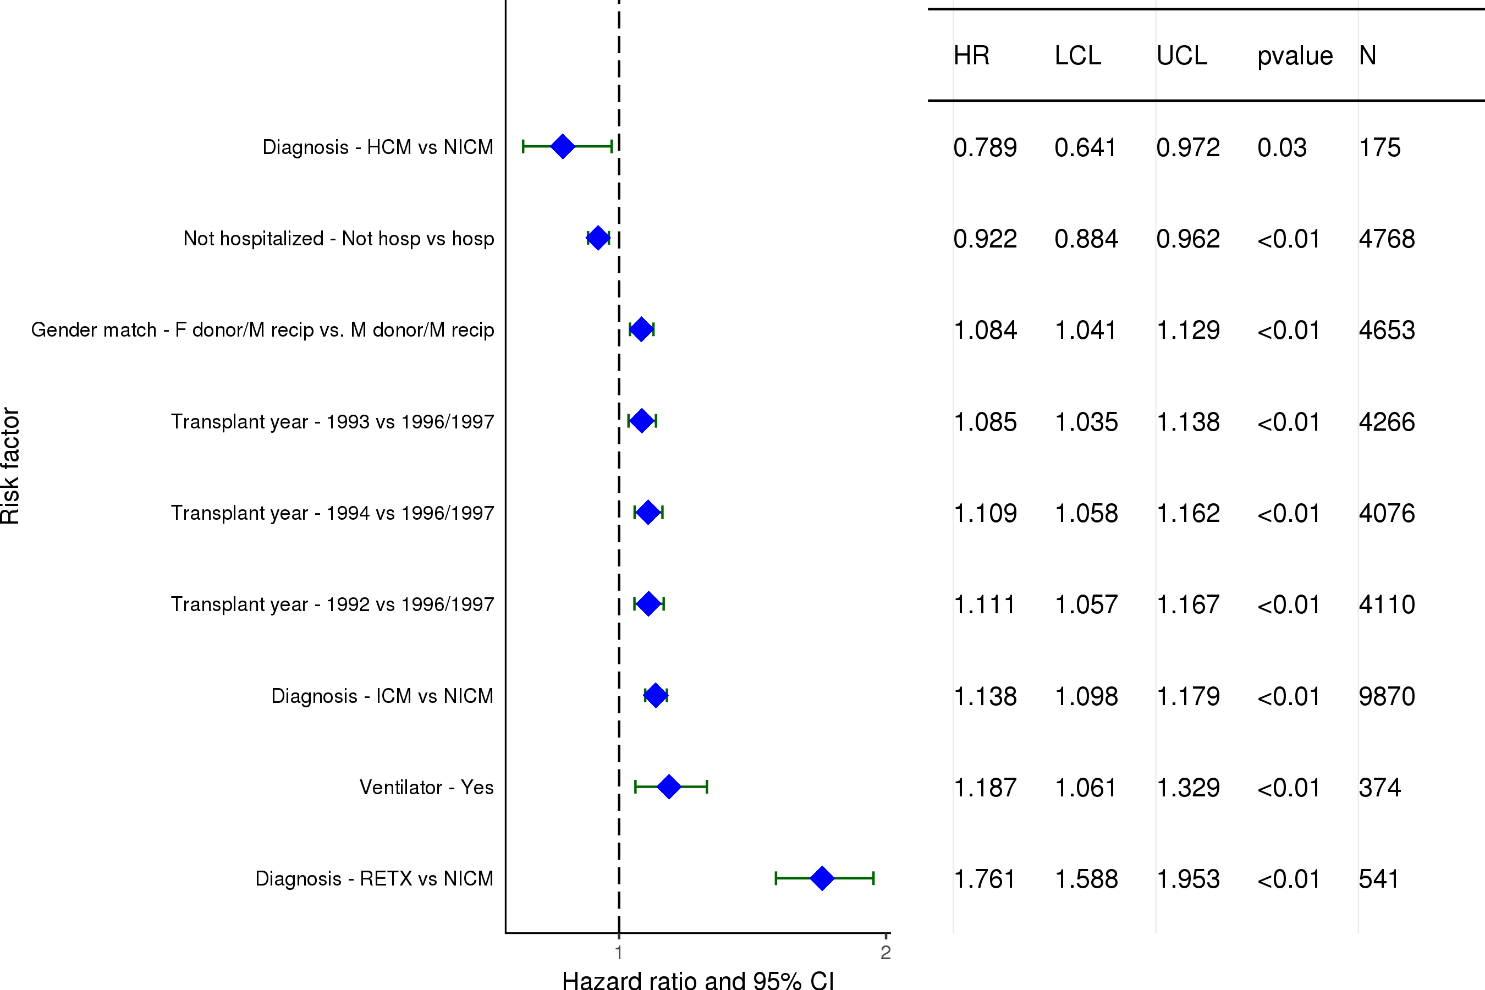 HR LCL UCL pvalue N
Diagnosis - HCM vs NICM 0.789 0.641 0.972 0.03 175
Not hospitalized - Not hosp vs hosp 0.922 0.884 0.962 <0.01 4768
Gender match - F donor/M recip vs. M donor/M recip 1.084 1.041 1.129 <0.01 4653
Transplant year - 1993 vs 1996/1997 1.085 1.035 1.138 <0.01 4266
Transplant year - 1994 vs 1996/1997 1.109 1.058 1.162 <0.01 4076
Transplant year - 1992 vs 1996/1997 1.111 1.057 1.167 <0.01 4110
Diagnosis - ICM vs NICM 1.138 1.098 1.179 <0.01 9870
Ventilator - Yes 1.187 1.061 1.329 <0.01 374
Diagnosis - RETX vs NICM 1.761 1.588 1.953 <0.01 541
Risk factor
1 2
Hazard ratio and 95% CI